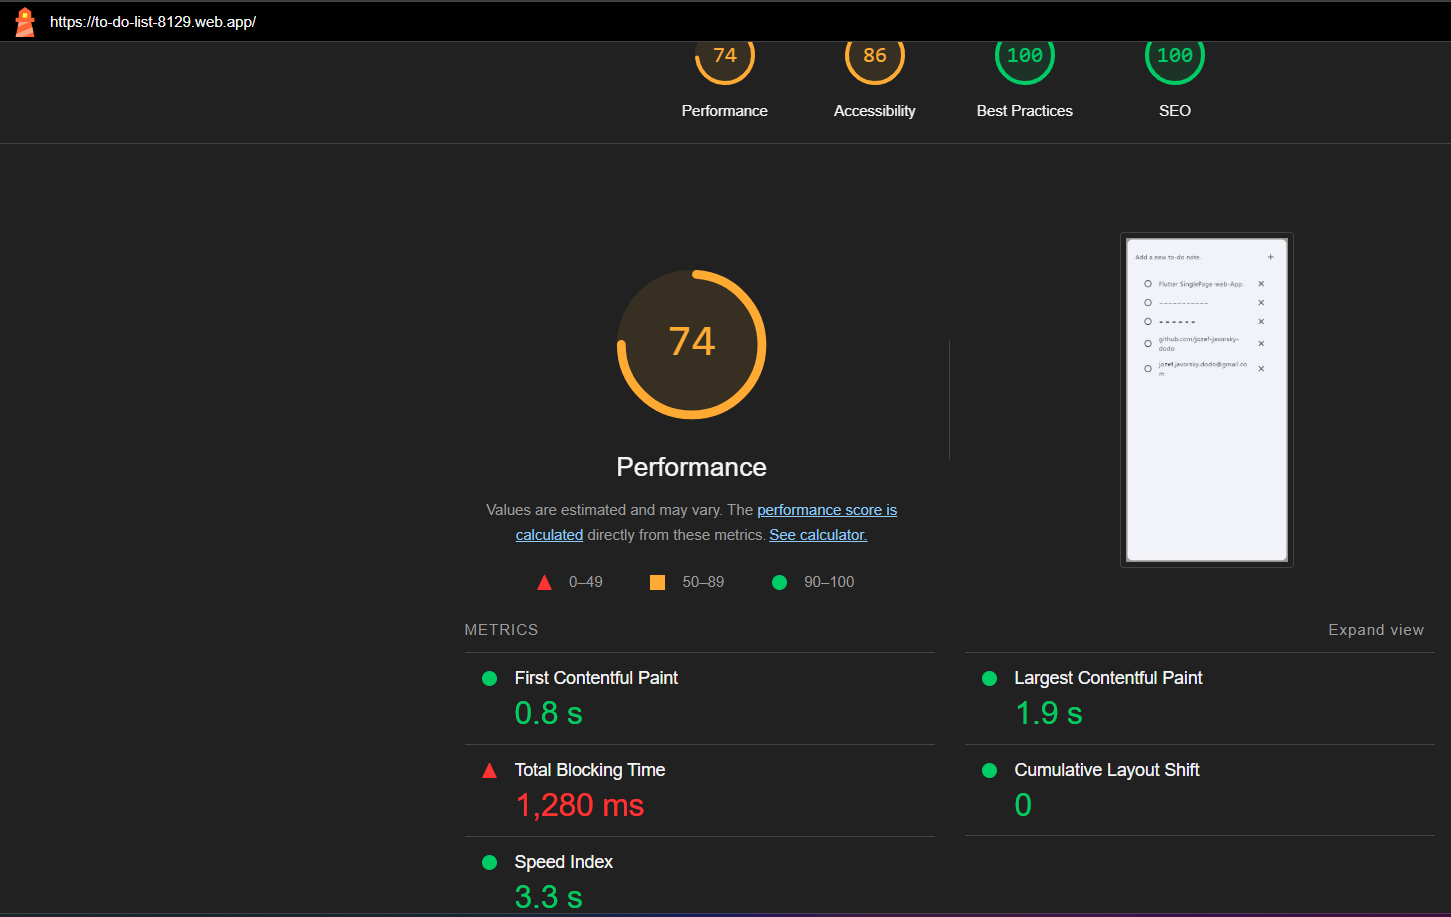 https://to-do-list-8129.web.app/
74
86
100
100
Performance
Accessibility
Best Practices
SEO
74
Performance
Values are estimated and may vary. The performance score is
calculated directly from these metrics. See calculator.
0–49
50–89
90–100
Add a new to-do note.
+
Flutter SinglePage-web-App.
-----------
- - - - - -
github.com/jozef-javorsky-
dodo
jozef.javorsky.dodo@gmail.co
m
METRICS
Expand view
First Contentful Paint
0.8 s
Largest Contentful Paint
1.9 s
Total Blocking Time
1,280 ms
Cumulative Layout Shift
0
Speed Index
3.3 s